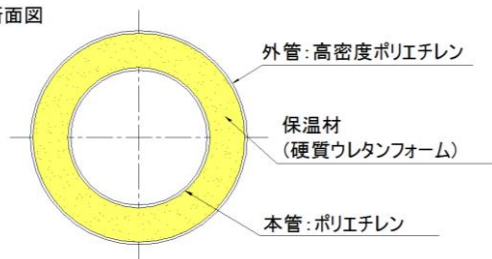 断面図
外管：高密度ポリエチレン
保温材
（硬質ウレタンフォーム）
本管：ポリエチレン